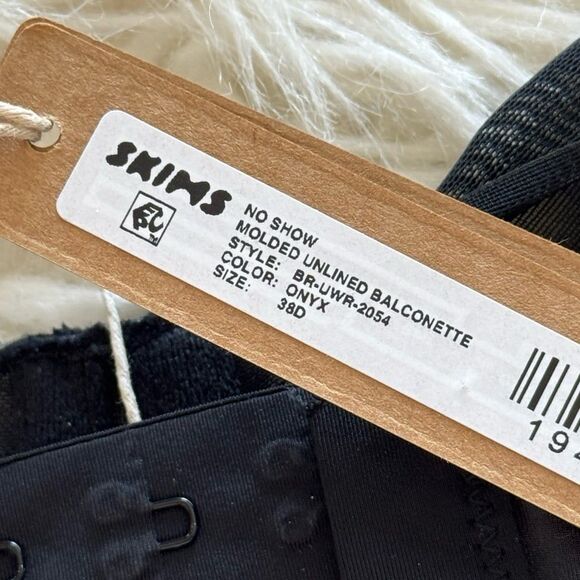 SKIMS
NO SHOW
MOLDED UNLINED BALCONETTE
STYLE: BR-UWR-2054
COLOR: ONYX
SIZE: 38D
194